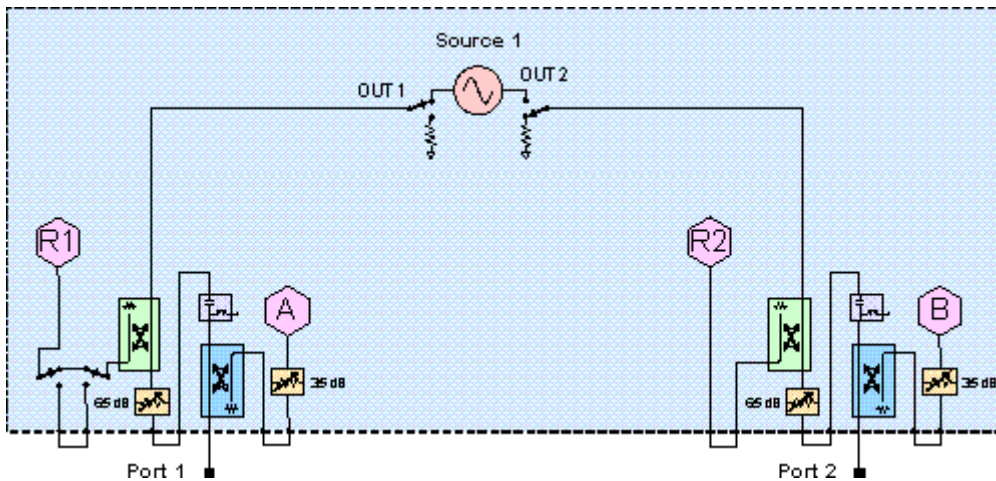 Source 1
OUT 1
OUT 2
R1
R2
A
B
65 dB
35 dB
65 dB
35 dB
Port 1
Port 2